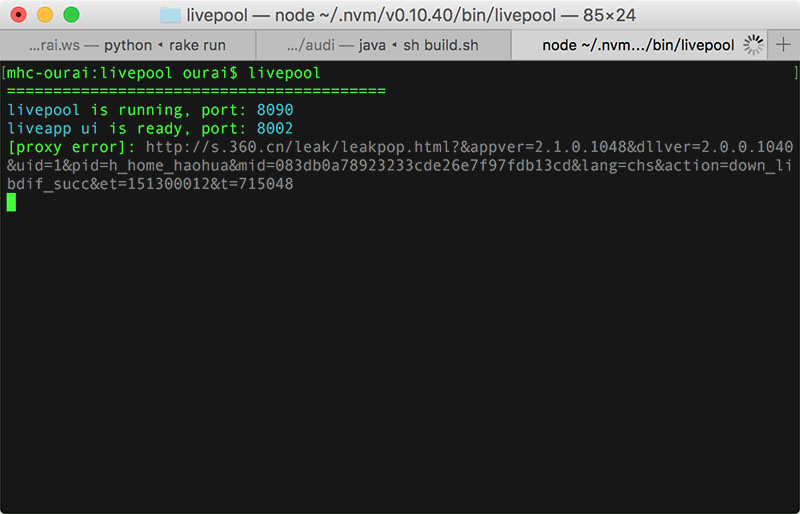 livepool — node ~/.nvm/v0.10.40/bin/livepool — 85×24
...rai.ws — python ◂ rake run
.../audi — java ◂ sh build.sh
node ~/.nvm... /bin/livepool
[mhc-ourai:livepool ourai$ livepool ]
=========================================
livepool is running, port: 8090
liveapp ui is ready, port: 8002
[proxy error]: http://s.360.cn/leak/leakpop.html?&appver=2.1.0.1048&dllver=2.0.0.1040
&uid=1&pid=h_home_haohua&mid=083db0a78923233cde26e7f97fdb13cd&lang=chs&action=down_li
bdif_succ&et=151300012&t=715048